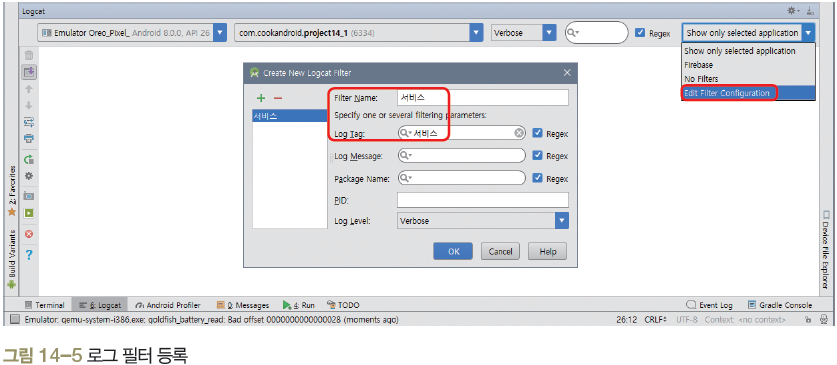 Logcat
Emulator Oreo_Pixel_ Android 8.0.0, API 26
com.cookandroid.project14_1 (6334)
Verbose
Regex
Show only selected application
Show only selected application
Firebase
No Filters
Edit Filter Configuration
Create New Logcat Filter
서비스
Filter Name: 서비스
Specify one or several filtering parameters:
Log Tag: 서비스 Regex
Log Message: Regex
Package Name: Regex
PID:
Log Level: Verbose
OK Cancel Help
2: Favorites
Build Variants
Device File Explorer
Terminal 6: Logcat Android Profiler 0: Messages 4: Run TODO Event Log Gradle Console
Emulator: qemu-system-i386.exe: goldfish_battery_read: Bad offset 0000000000000028 (moments ago) 26:12 CRLF UTF-8 Context: <no context>
그림 14-5 로그 필터 등록